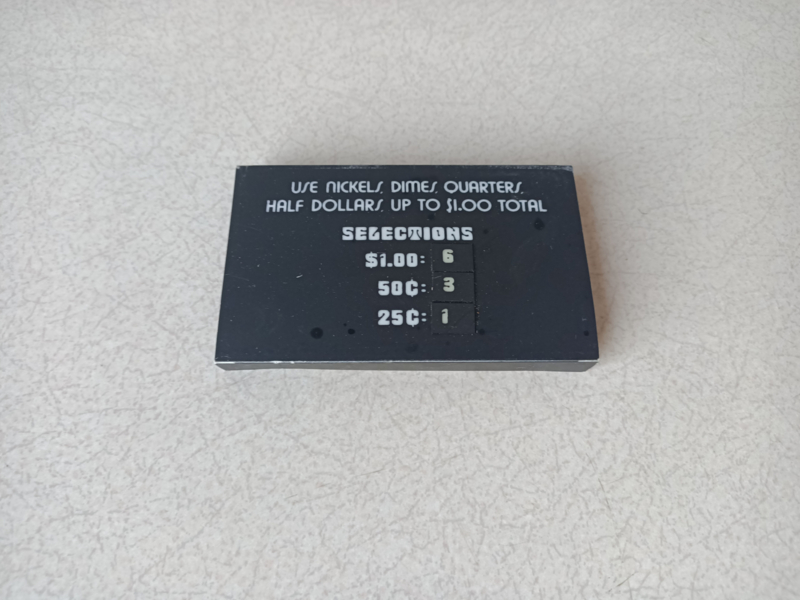 USE NICKELS, DIMES, QUARTERS,
HALF DOLLARS, UP TO $1.00 TOTAL
SELECTIONS
$1.00: 6
50¢: 3
25¢: 1